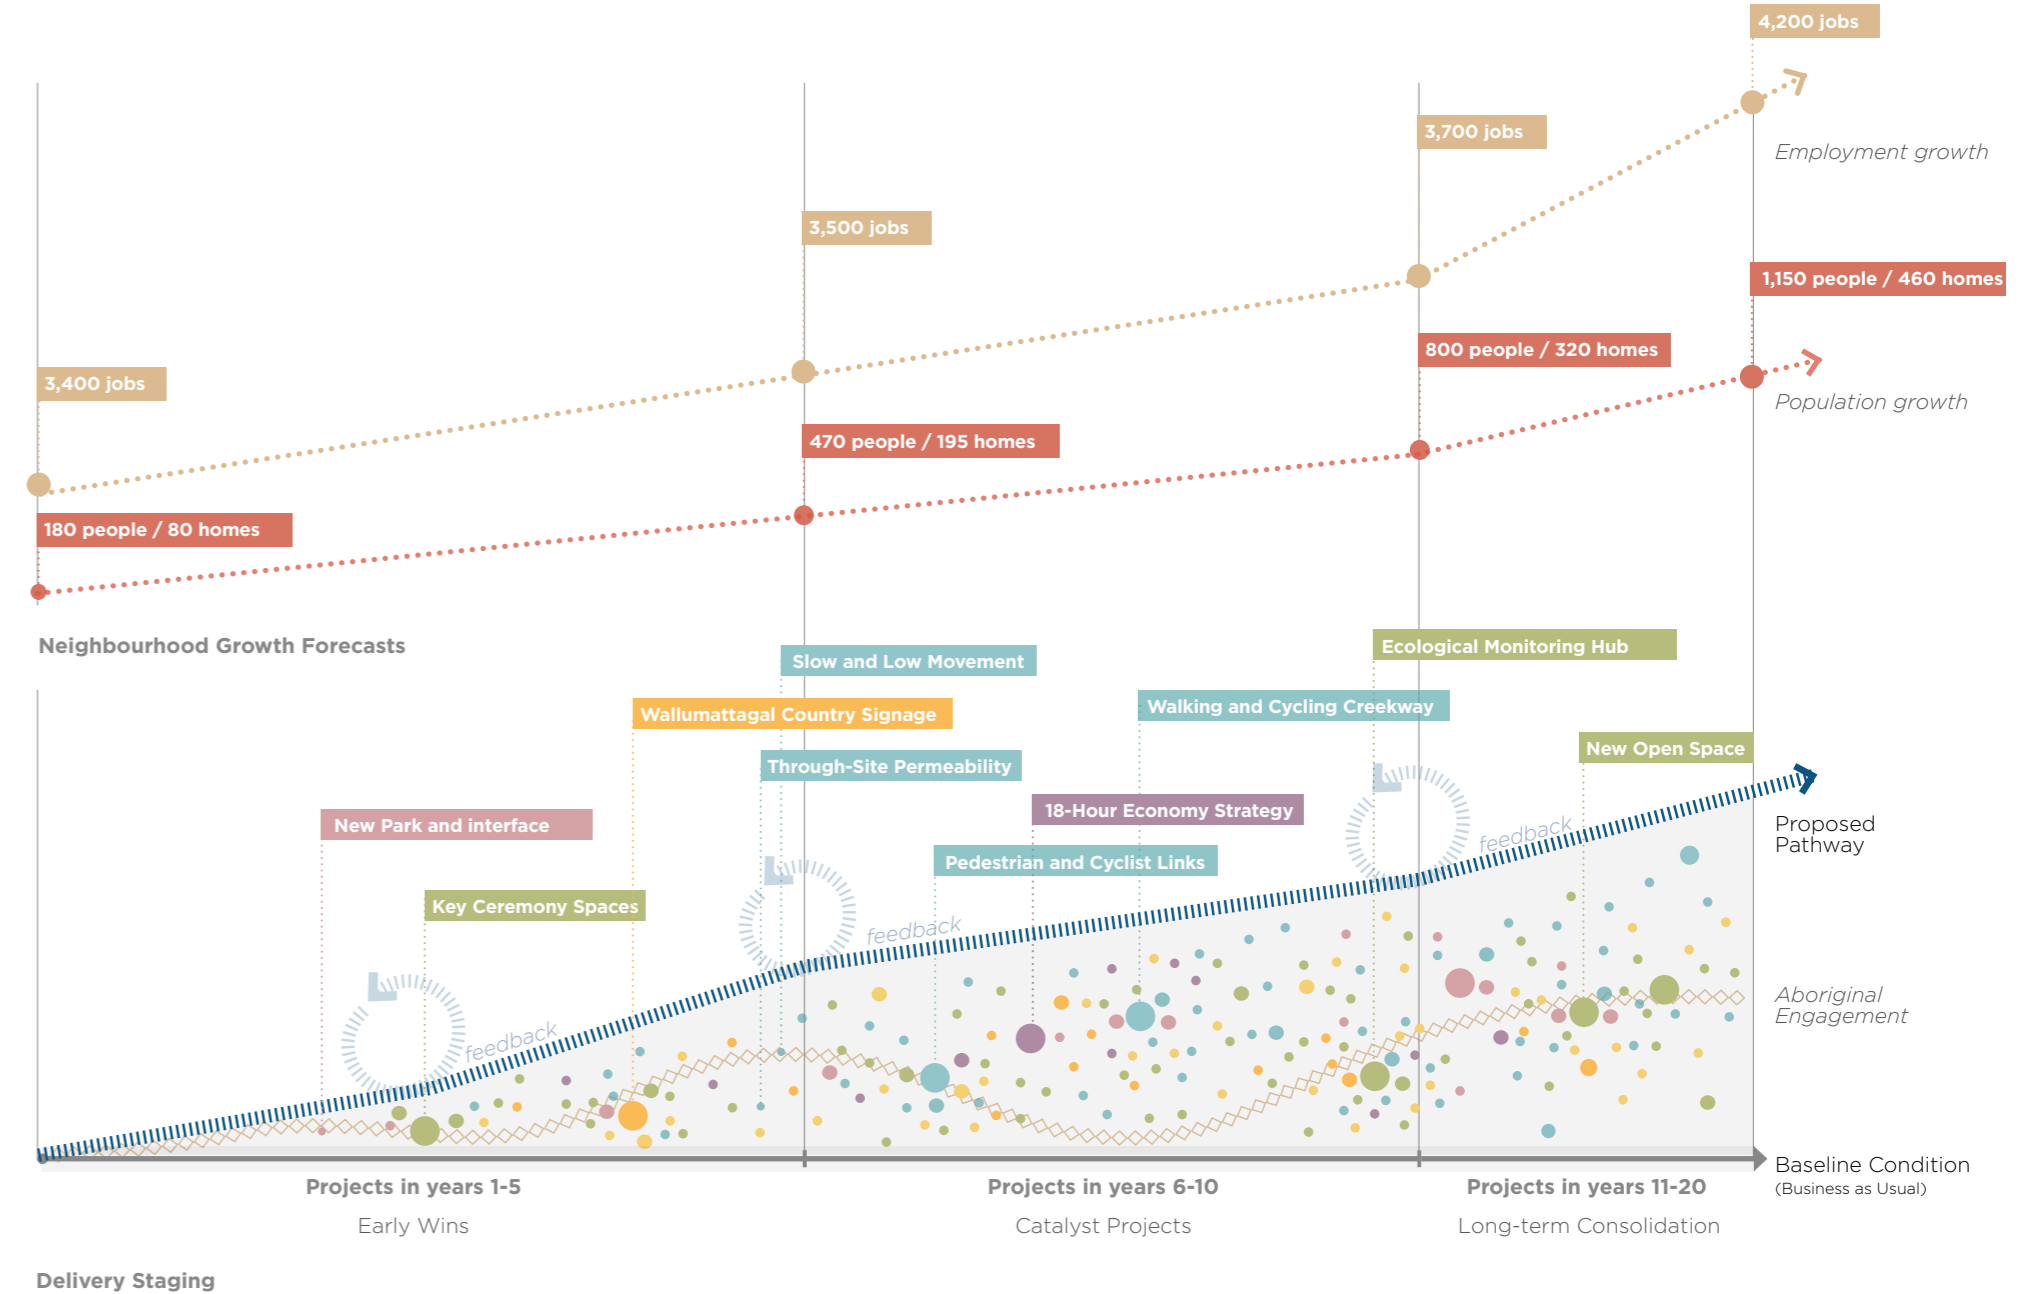 4,200 jobs
3,700 jobs
Employment growth
3,500 jobs
1,150 people / 460 homes
800 people / 320 homes
3,400 jobs
Population growth
470 people / 195 homes
180 people / 80 homes
Neighbourhood Growth Forecasts
Ecological Monitoring Hub
Slow and Low Movement
Walking and Cycling Creekway
Wallumattagal Country Signage
New Open Space
Through-Site Permeability
18-Hour Economy Strategy
New Park and interface
Proposed
Pathway
feedback
Pedestrian and Cyclist Links
Key Ceremony Spaces
feedback
Aboriginal
Engagement
feedback
Baseline Condition
(Business as Usual)
Projects in years 1-5
Projects in years 6-10
Projects in years 11-20
Early Wins
Catalyst Projects
Long-term Consolidation
Delivery Staging